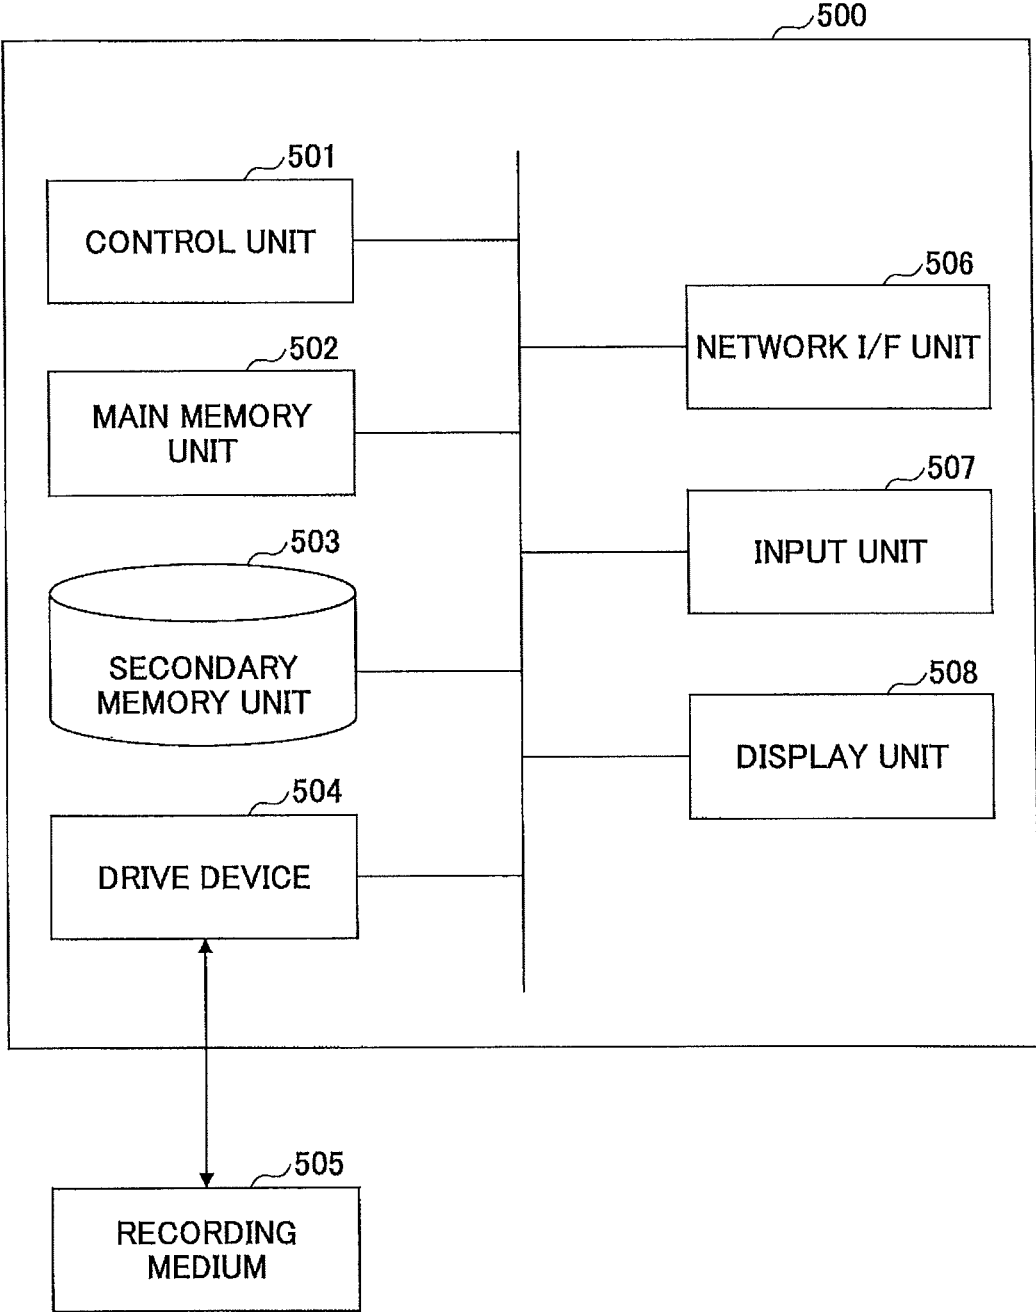 500
501
CONTROL UNIT
502
MAIN MEMORY
UNIT
503
SECONDARY
MEMORY UNIT
504
DRIVE DEVICE
506
NETWORK I/F UNIT
507
INPUT UNIT
508
DISPLAY UNIT
505
RECORDING
MEDIUM